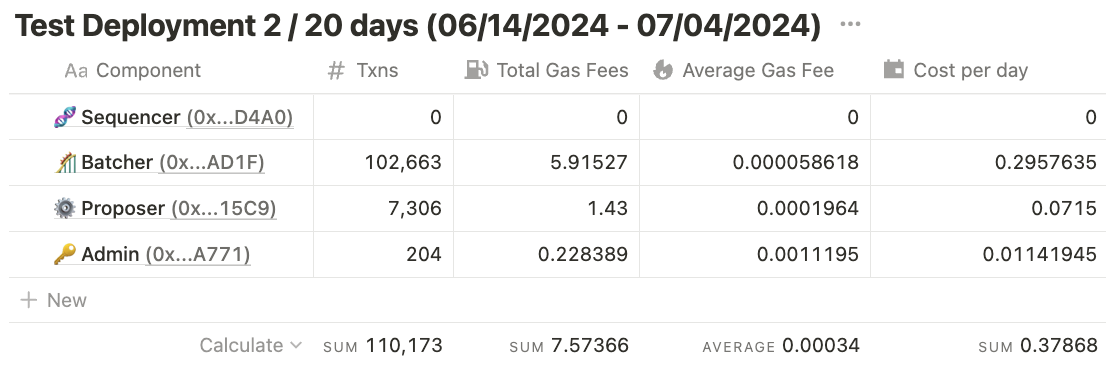 Test Deployment 2 / 20 days (06/14/2024 - 07/04/2024) ...
Aa Component # Txns Total Gas Fees Average Gas Fee Cost per day
Sequencer (0x...D4A0) 0 0 0 0
Batcher (0x...AD1F) 102,663 5.91527 0.000058618 0.2957635
Proposer (0x...15C9) 7,306 1.43 0.0001964 0.0715
Admin (0x...A771) 204 0.228389 0.0011195 0.01141945
+ New
Calculate SUM 110,173 SUM 7.57366 AVERAGE 0.00034 SUM 0.37868